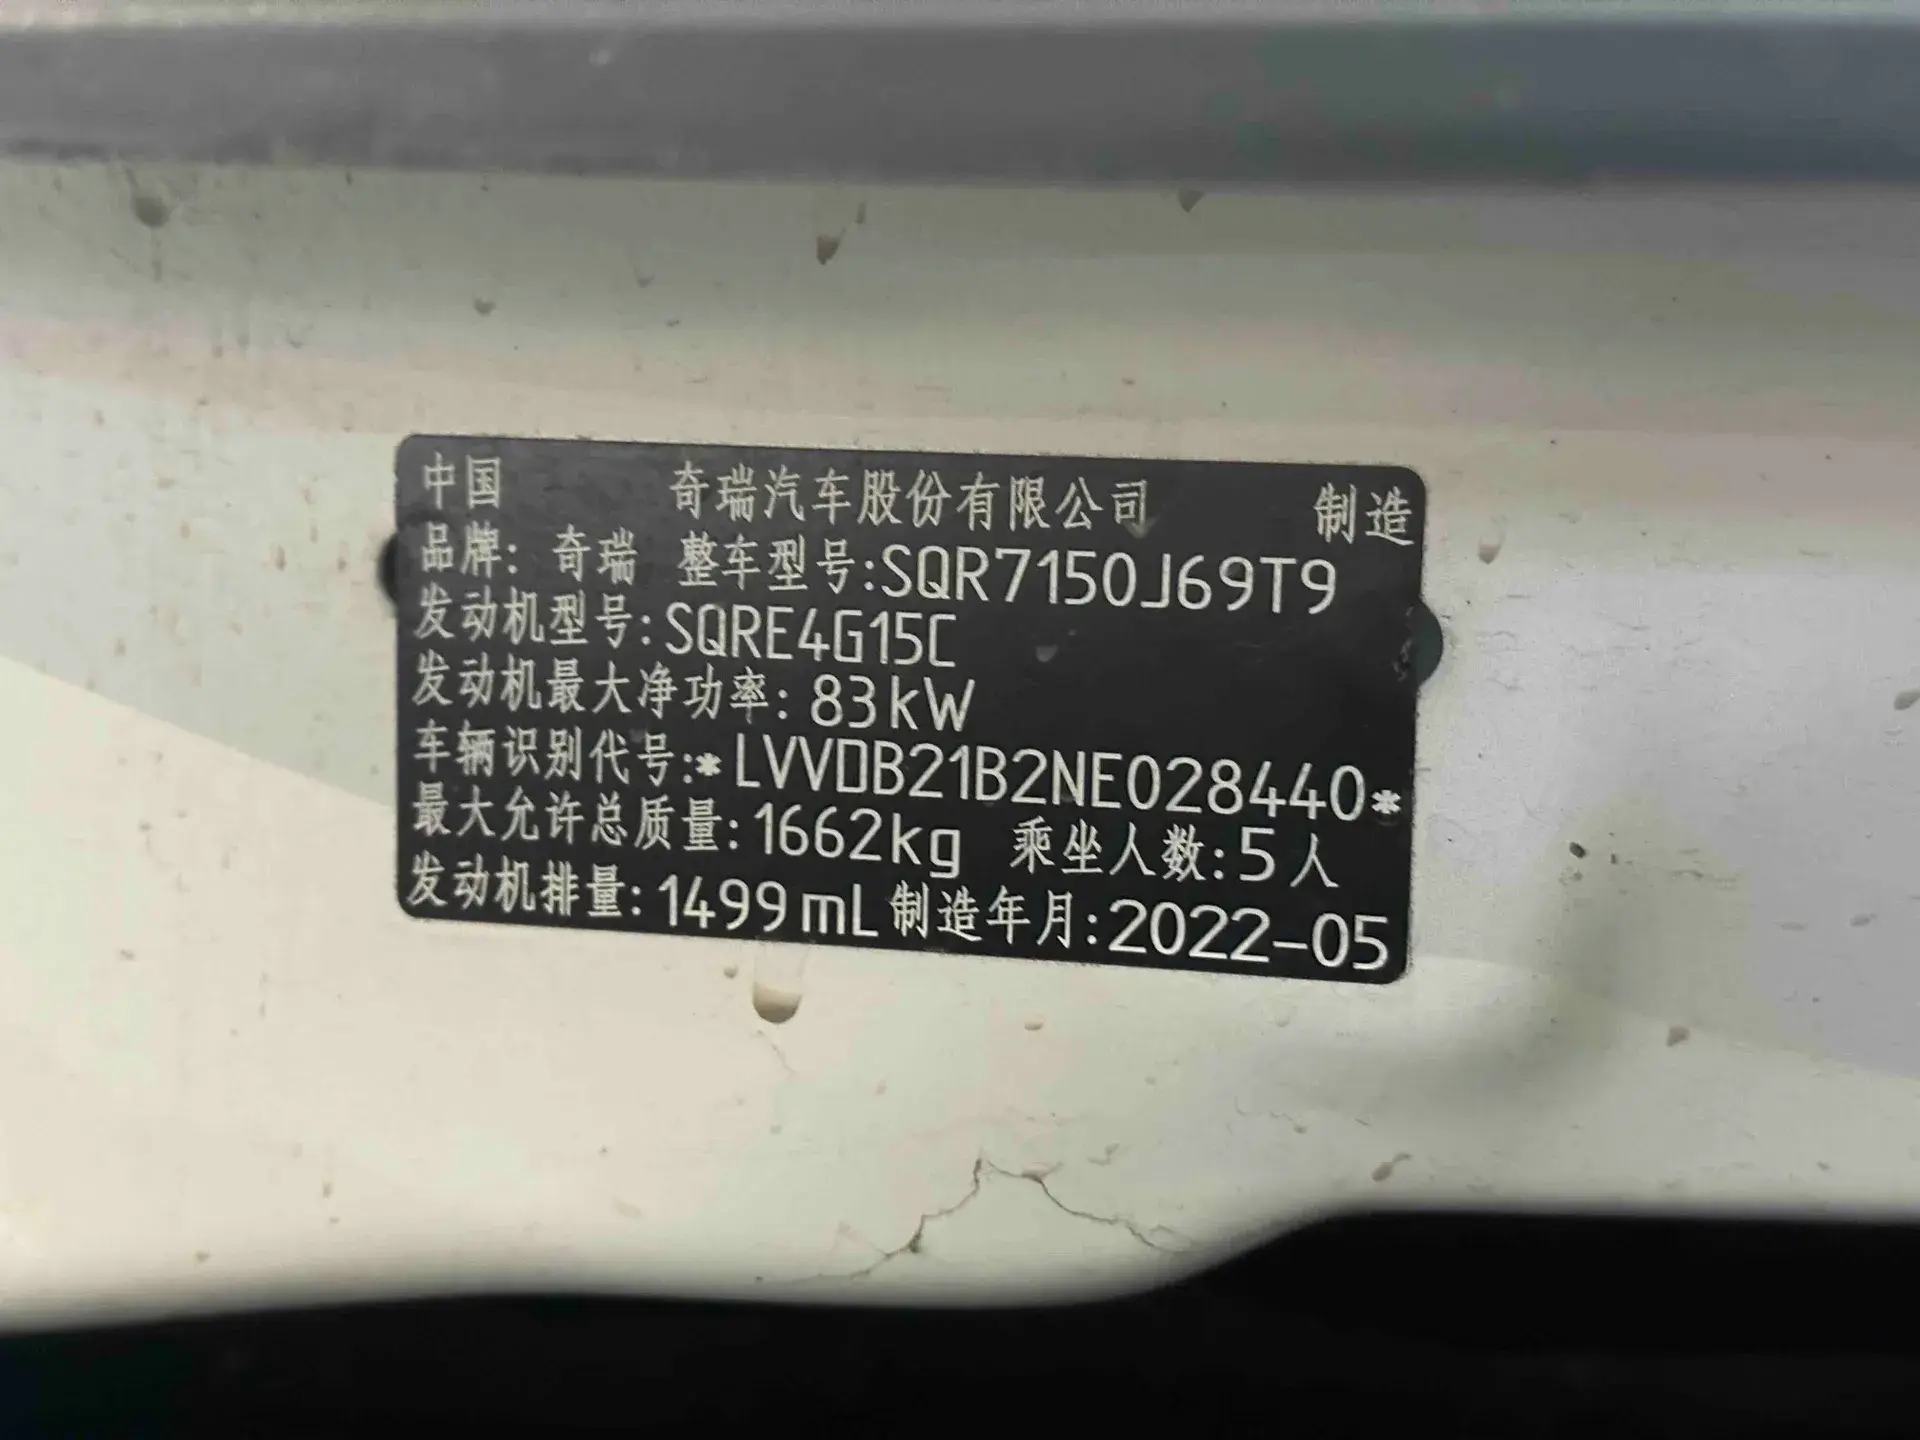 中国 奇瑞汽车股份有限公司 制造
品牌: 奇瑞 整车型号:SQR7150J69T9
发动机型号:SQRE4G15C
发动机最大净功率: 83kW
车辆识别代号:*LVVDB21B2NE028440*
最大允许总质量:1662kg 乘坐人数:5人
发动机排量:1499mL 制造年月:2022-05